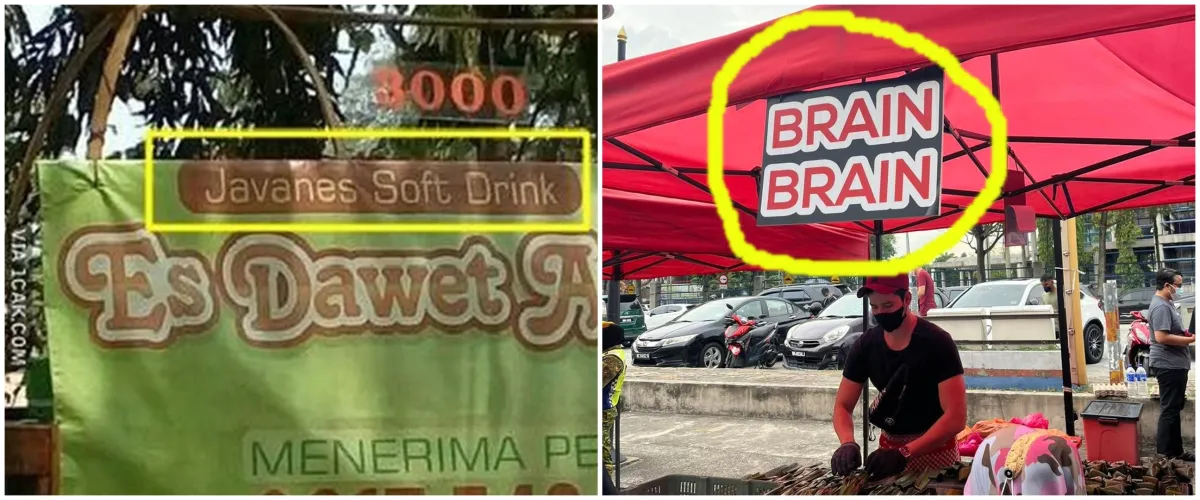 3000
Javanes Soft Drink
Es Dawet A
MENERIMA PE
VIA 1CAK.COM
BRAIN
BRAIN